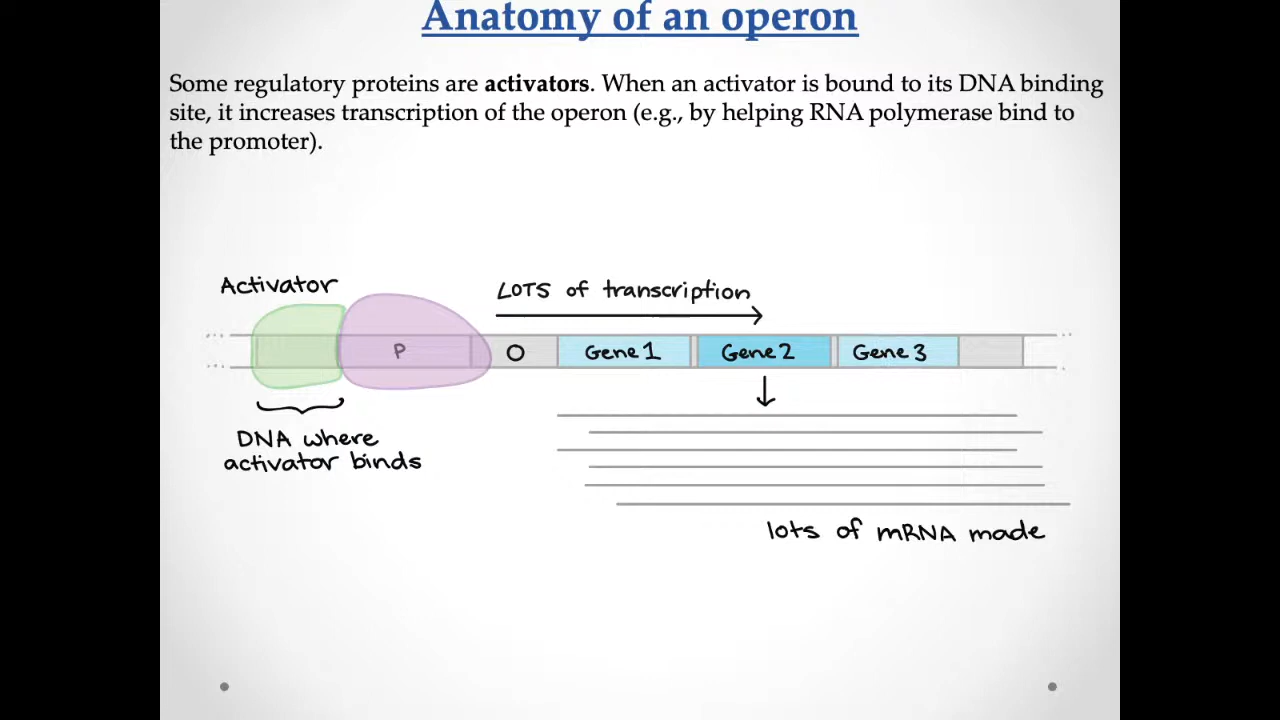 Anatomy of an operon
Some regulatory proteins are activators. When an activator is bound to its DNA binding
site, it increases transcription of the operon (e.g., by helping RNA polymerase bind to
the promoter).
Activator
LOTS of transcription
P
O
Gene 1
Gene 2
Gene 3
DNA where
activator binds
lots of mRNA made